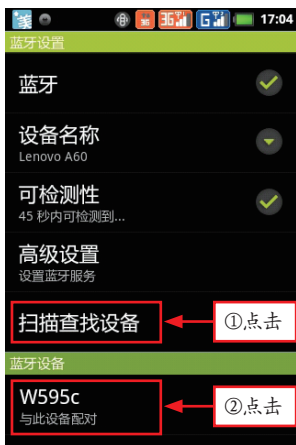 36 3G G 17:04
蓝牙设置
蓝牙
设备名称
Lenovo A60
可检测性
45 秒内可检测到...
高级设置
设置蓝牙服务
扫描查找设备
①点击
蓝牙设备
W595c
与此设备配对
②点击